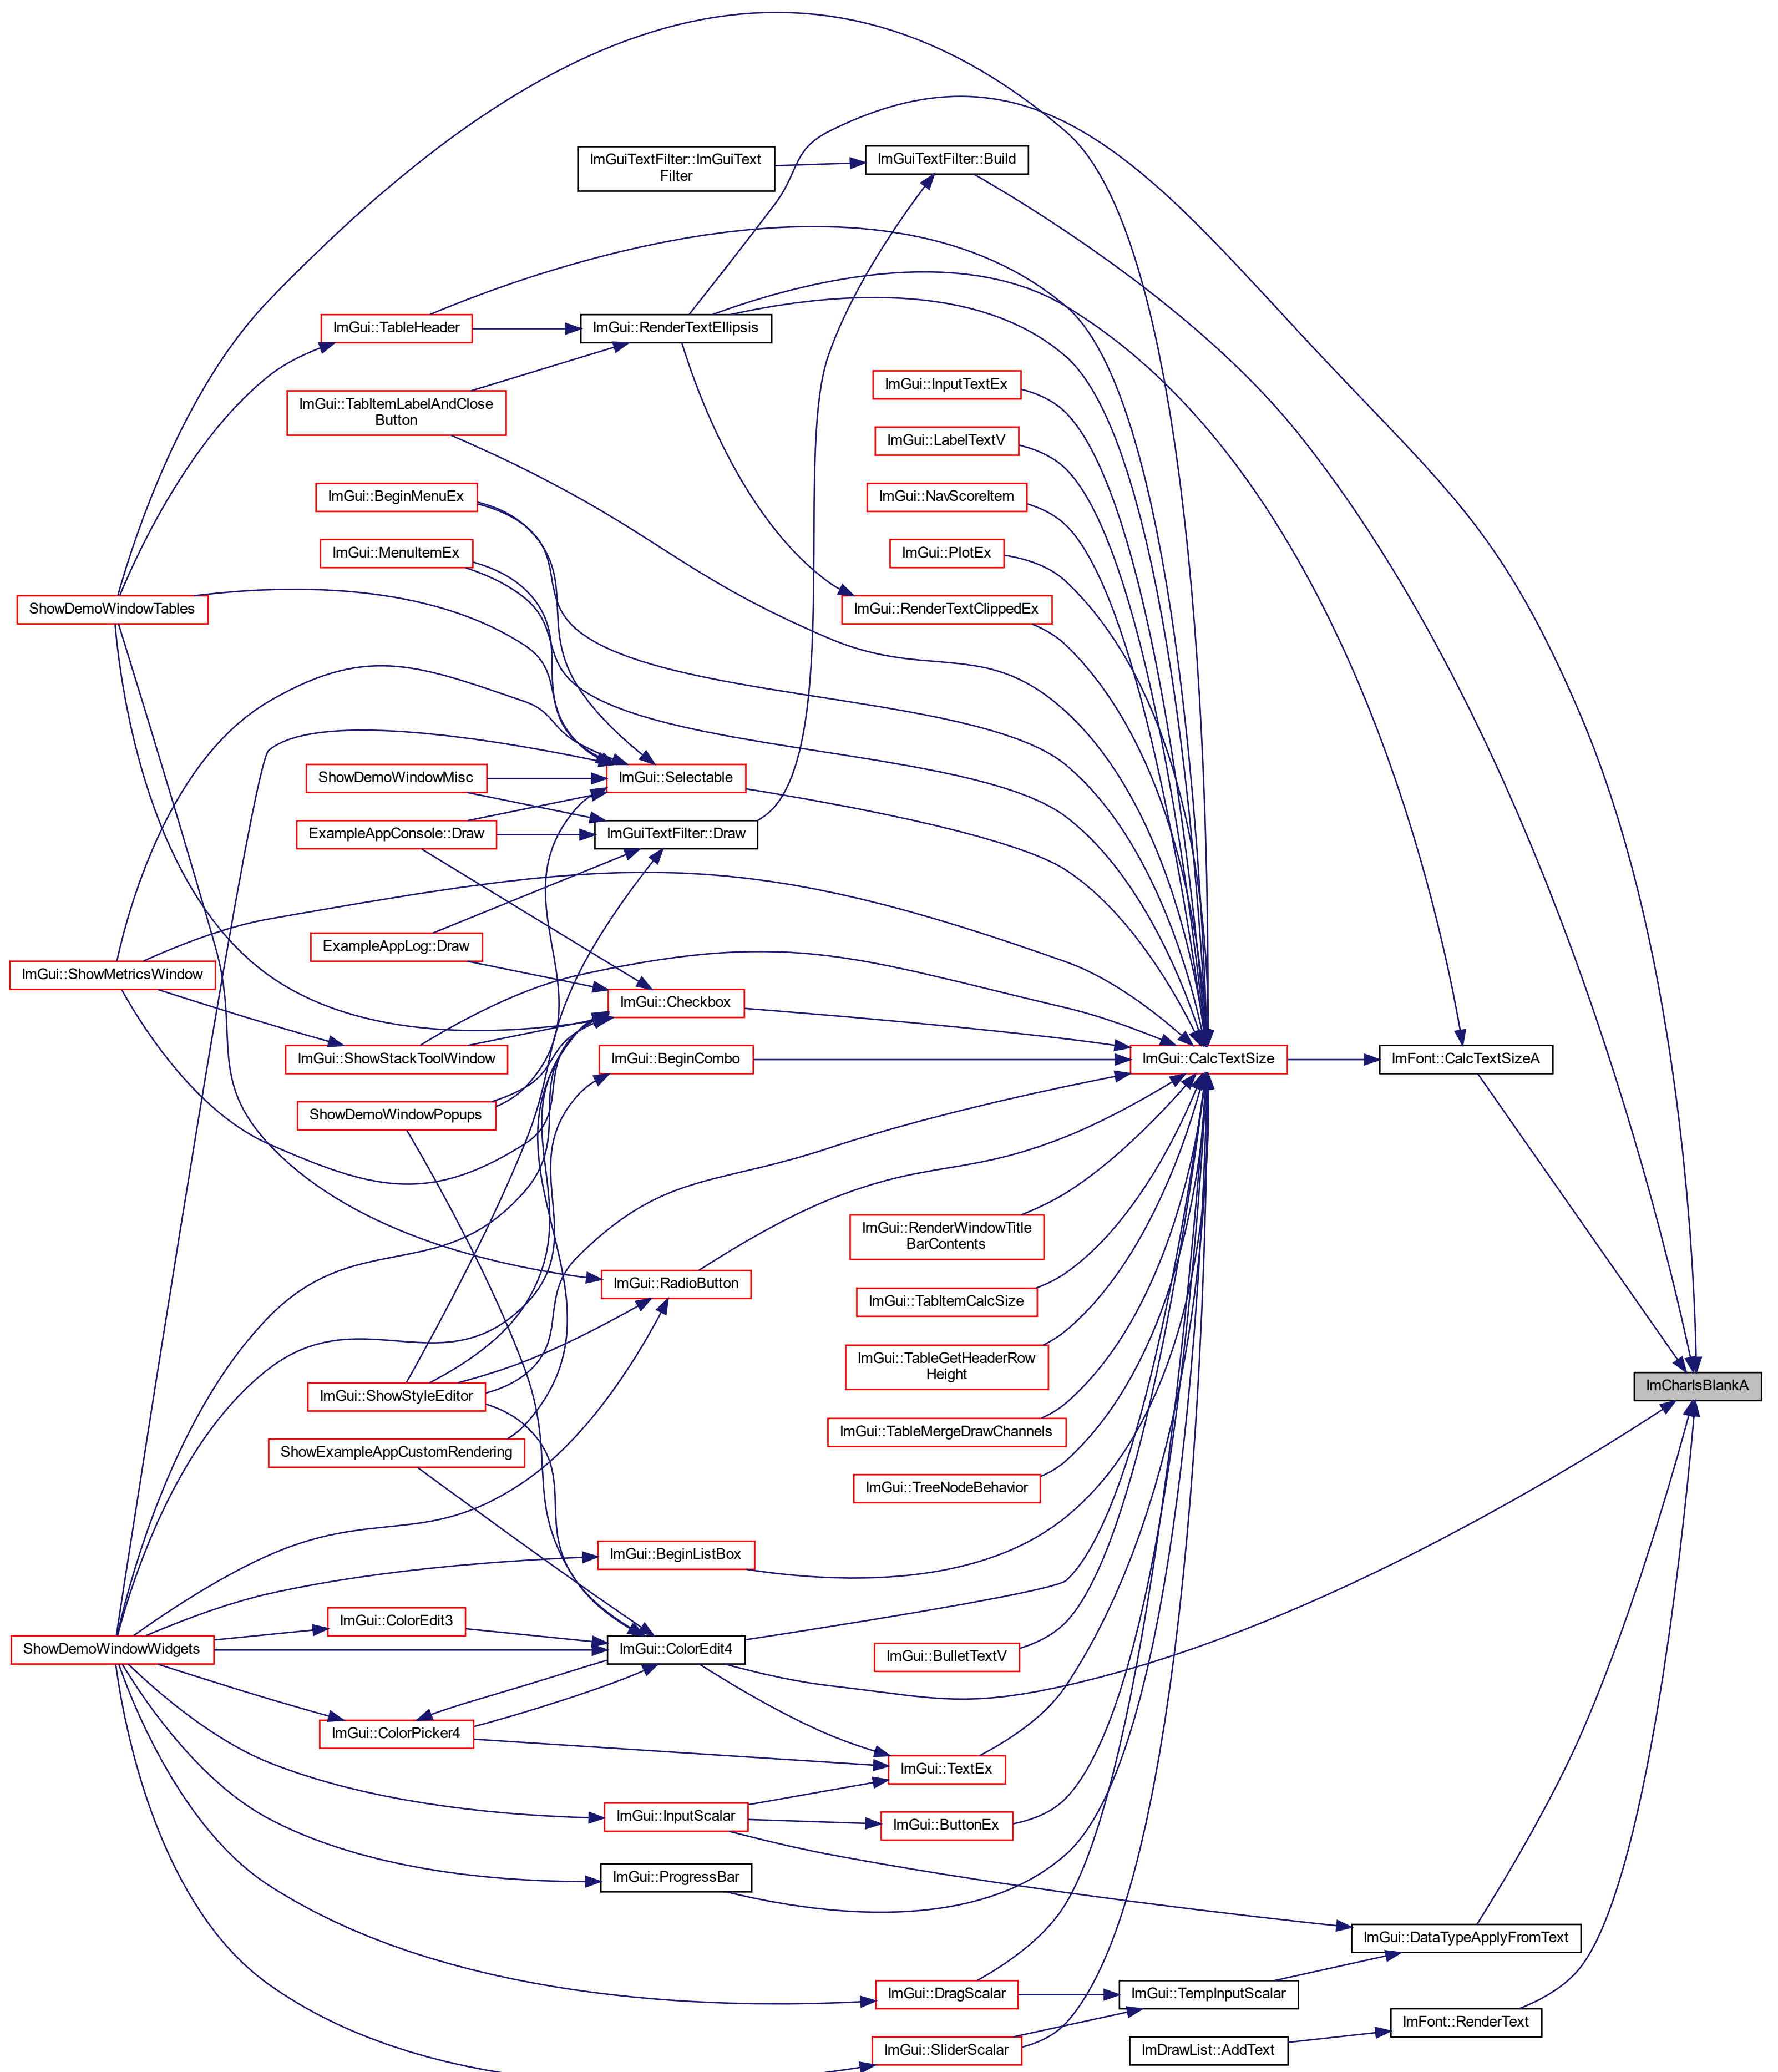 ImGuiTextFilter::ImGuiText
Filter
ImGuiTextFilter::Build
ImGui::TableHeader
ImGui::RenderTextEllipsis
ImGui::InputTextEx
ImGui::TabItemLabelAndClose
Button
ImGui::LabelTextV
ImGui::BeginMenuEx
ImGui::NavScoreItem
ImGui::MenuItemEx
ImGui::PlotEx
ShowDemoWindowTables
ImGui::RenderTextClippedEx
ShowDemoWindowMisc
ImGui::Selectable
ExampleAppConsole::Draw
ImGuiTextFilter::Draw
ExampleAppLog::Draw
ImGui::ShowMetricsWindow
ImGui::Checkbox
ImGui::ShowStackToolWindow
ImGui::BeginCombo
ImGui::CalcTextSize
ImFont::CalcTextSizeA
ShowDemoWindowPopups
ImGui::RenderWindowTitle
BarContents
ImGui::RadioButton
ImGui::TabItemCalcSize
ImGui::TableGetHeaderRow
Height
ImGui::ShowStyleEditor
ImCharIsBlankA
ImGui::TableMergeDrawChannels
ShowExampleAppCustomRendering
ImGui::TreeNodeBehavior
ImGui::BeginListBox
ImGui::ColorEdit3
ShowDemoWindowWidgets
ImGui::ColorEdit4
ImGui::BulletTextV
ImGui::ColorPicker4
ImGui::TextEx
ImGui::InputScalar
ImGui::ButtonEx
ImGui::ProgressBar
ImGui::DataTypeApplyFromText
ImGui::DragScalar
ImGui::TempInputScalar
ImFont::RenderText
ImGui::SliderScalar
ImDrawList::AddText